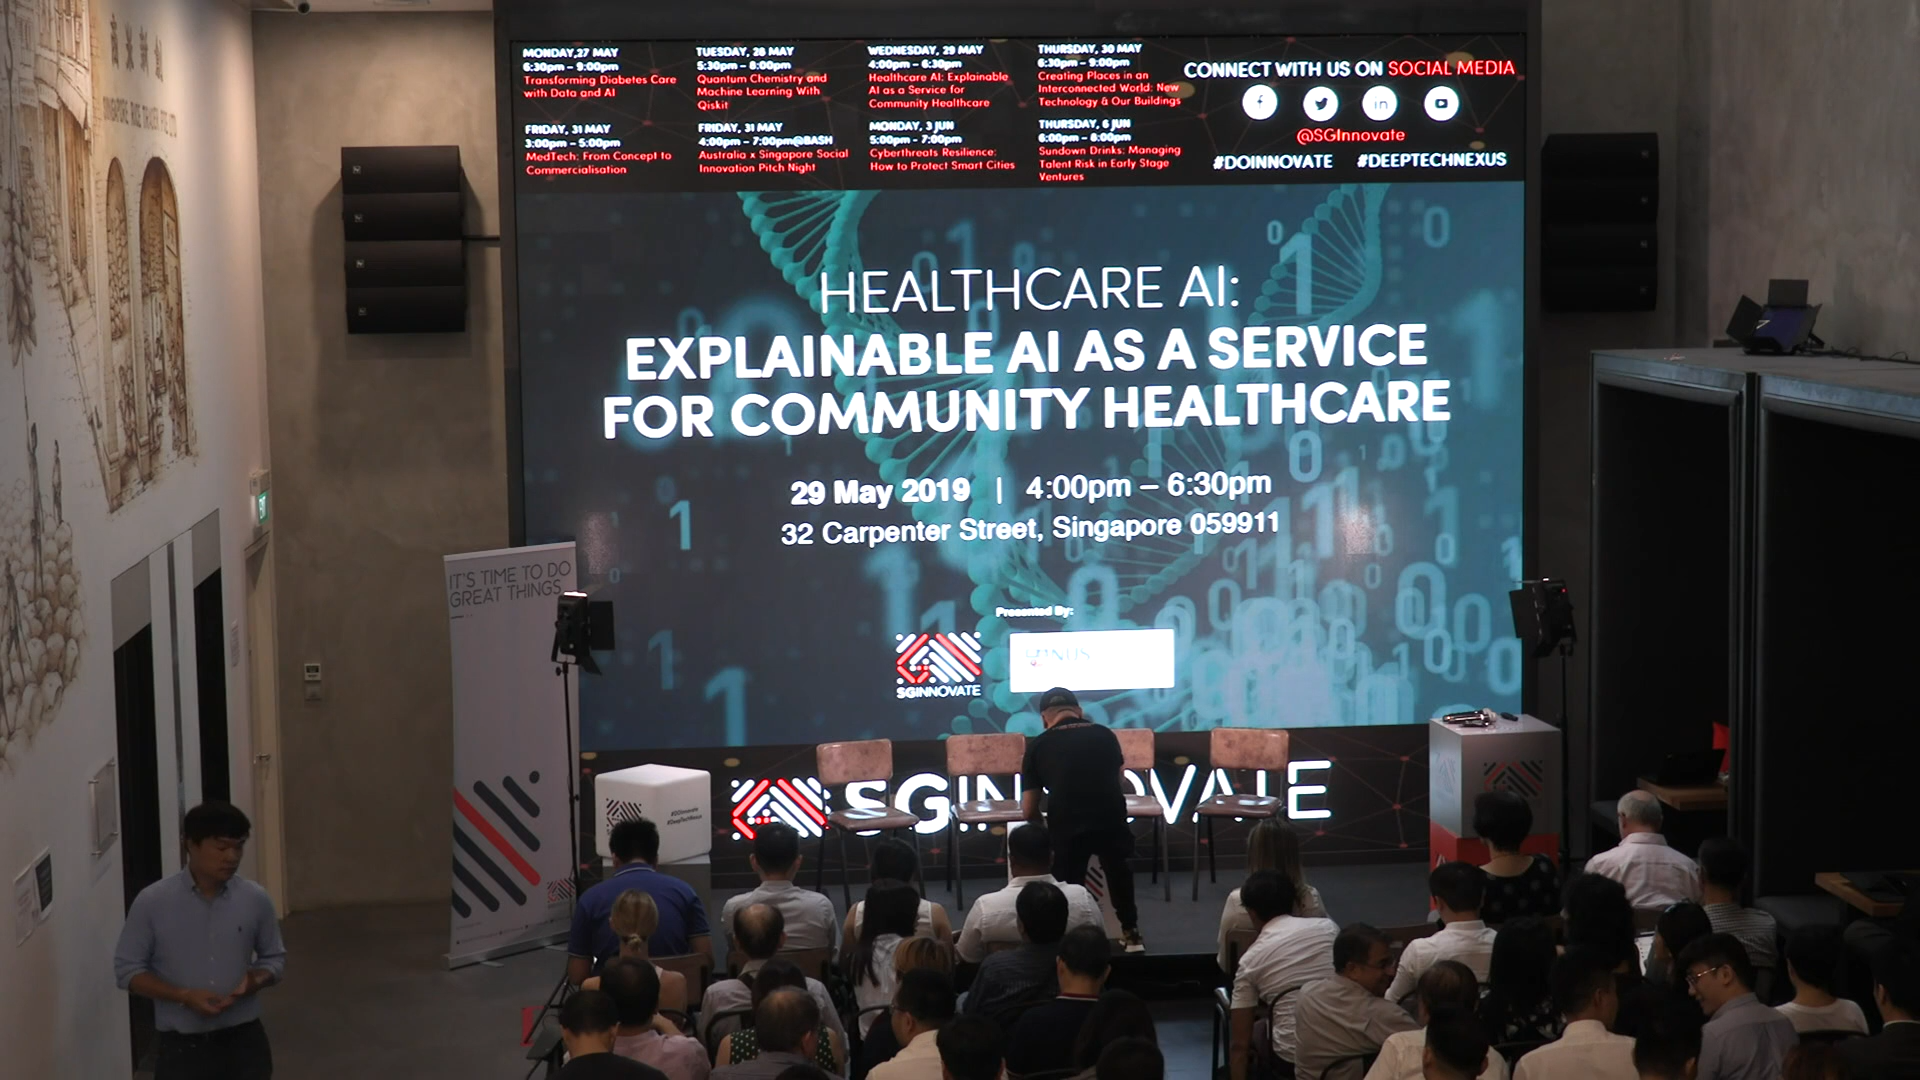 MONDAY, 27 MAY
6:30pm – 9:00pm
Transforming Diabetes Care
with Data and AI
TUESDAY, 28 MAY
5:30pm – 8:00pm
Quantum Chemistry and
Machine Learning With
Qiskit
WEDNESDAY, 29 MAY
4:00pm – 6:30pm
Healthcare AI: Explainable
AI as a Service for
Community Healthcare
THURSDAY, 30 MAY
6:30pm – 9:00pm
Creating Places in an
Interconnected World: New
Technology & Our Buildings
FRIDAY, 31 MAY
3:00pm – 5:00pm
MedTech: From Concept to
Commercialisation
FRIDAY, 31 MAY
4:00pm – 7:00pm@BASH
Australia x Singapore Social
Innovation Pitch Night
MONDAY, 3 JUN
5:00pm – 7:00pm
Cyberthreats Resilience:
How to Protect Smart Cities
THURSDAY, 6 JUN
6:00pm – 8:00pm
Sundown Drinks: Managing
Talent Risk in Early Stage
Ventures
CONNECT WITH US ON SOCIAL MEDIA
@SGInnovate
#DOINNOVATE #DEEPTECHNEXUS
HEALTHCARE AI:
EXPLAINABLE AI AS A SERVICE
FOR COMMUNITY HEALTHCARE
29 May 2019 | 4:00pm – 6:30pm
32 Carpenter Street, Singapore 059911
Presented By:
SGINNOVATE
IT'S TIME TO DO
GREAT THINGS
EXIT